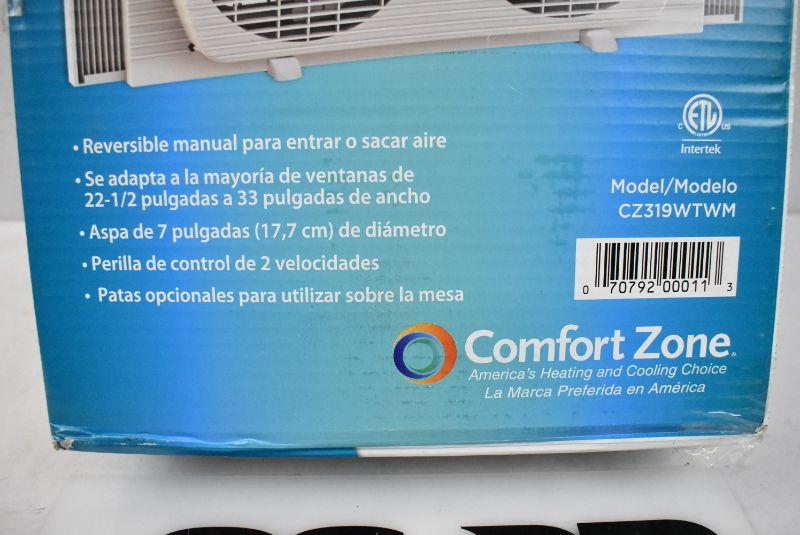 • Reversible manual para entrar o sacar aire
• Se adapta a la mayoría de ventanas de
22-1/2 pulgadas a 33 pulgadas de ancho
• Aspa de 7 pulgadas (17,7 cm) de diámetro
• Perilla de control de 2 velocidades
• Patas opcionales para utilizar sobre la mesa
C ETL US
Intertek
Model/Modelo
CZ319WTWM
0 70792 00011 3
Comfort Zone®
America's Heating and Cooling Choice
La Marca Preferida en América